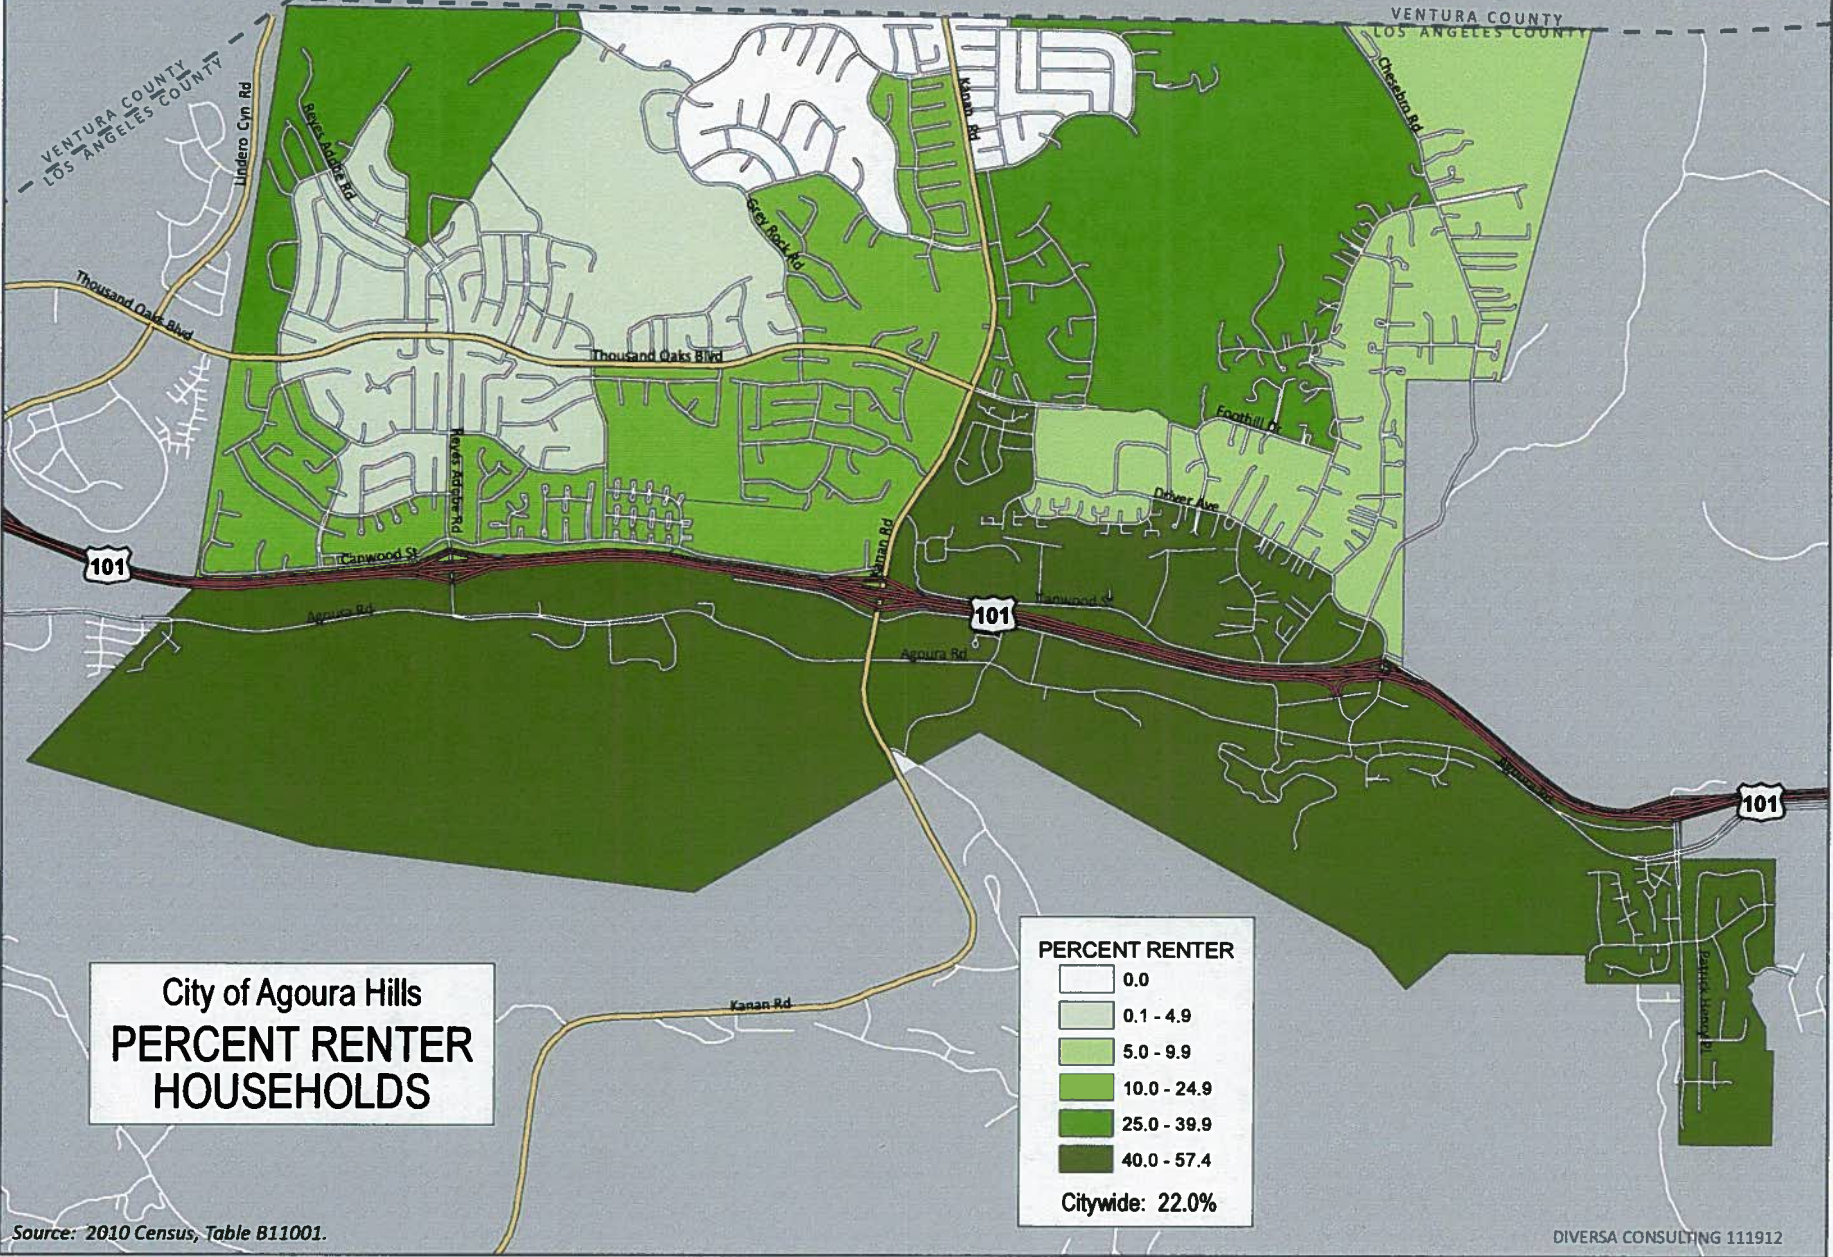 VENTURA COUNTY
LOS ANGELES COUNTY
VENTURA COUNTY
LOS ANGELES COUNTY
Lindero Cyn Rd
Reyes Adobe Rd
Kanan Rd
Chesebro Rd
Grey Rock Rd
Thousand Oaks Blvd
Thousand Oaks Blvd
Foothill Dr
Reyes Adobe Rd
Driver Ave
Kanan Rd
Canwood St
101
Agoura Rd
Canwood St
101
Agoura Rd
Agoura Rd
101
Patrick Henry Pl
Kanan Rd
City of Agoura Hills
PERCENT RENTER
HOUSEHOLDS
PERCENT RENTER
0.0
0.1 - 4.9
5.0 - 9.9
10.0 - 24.9
25.0 - 39.9
40.0 - 57.4
Citywide: 22.0%
Source: 2010 Census, Table B11001.
DIVERSA CONSULTING 111912